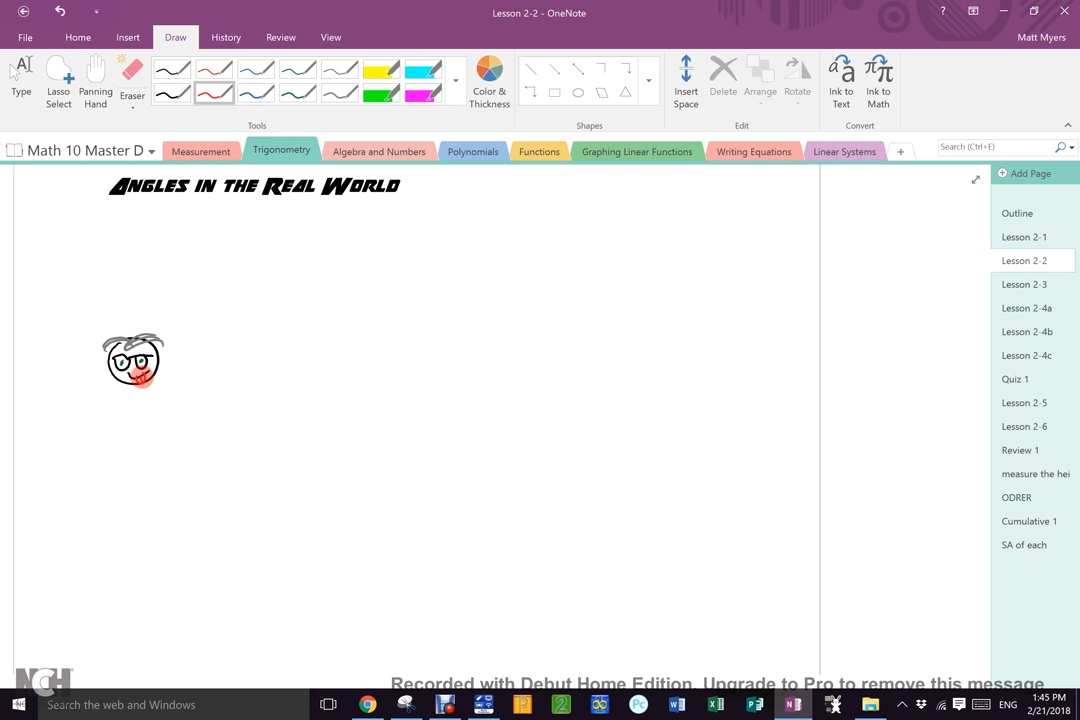 Lesson 2-2 - OneNote
?
File
Home
Insert
Draw
History
Review
View
Matt Myers
Type
Lasso Select
Panning Hand
Eraser
Color & Thickness
Insert Space
Delete
Arrange
Rotate
Ink to Text
Ink to Math
Tools
Shapes
Edit
Convert
Math 10 Master D
Measurement
Trigonometry
Algebra and Numbers
Polynomials
Functions
Graphing Linear Functions
Writing Equations
Linear Systems
Search (Ctrl+E)
Add Page
Angles in the Real World
Outline
Lesson 2-1
Lesson 2-2
Lesson 2-3
Lesson 2-4a
Lesson 2-4b
Lesson 2-4c
Quiz 1
Lesson 2-5
Lesson 2-6
Review 1
measure the hei
ODRER
Cumulative 1
SA of each
NCH
Recorded with Debut Home Edition. Upgrade to Pro to remove this message
Search the web and Windows
ENG
1:45 PM
2/21/2018